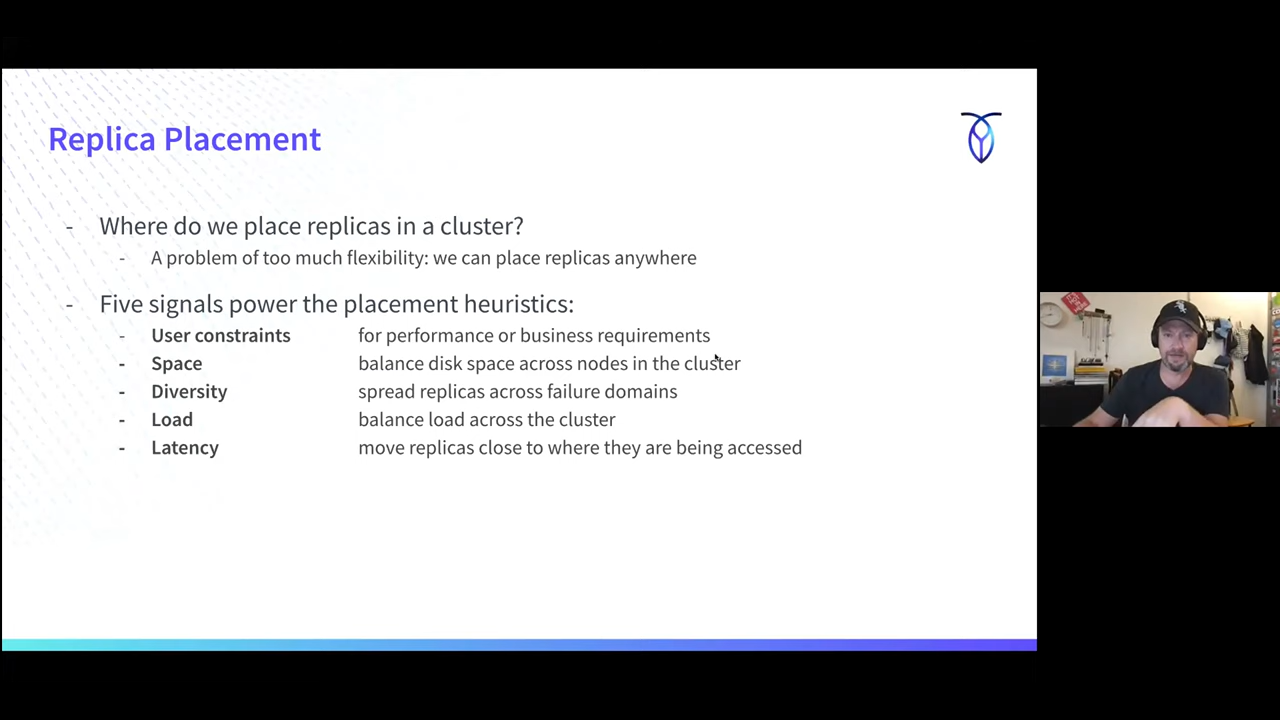 Replica Placement
- Where do we place replicas in a cluster?
- A problem of too much flexibility: we can place replicas anywhere
- Five signals power the placement heuristics:
- User constraints for performance or business requirements
- Space balance disk space across nodes in the cluster
- Diversity spread replicas across failure domains
- Load balance load across the cluster
- Latency move replicas close to where they are being accessed